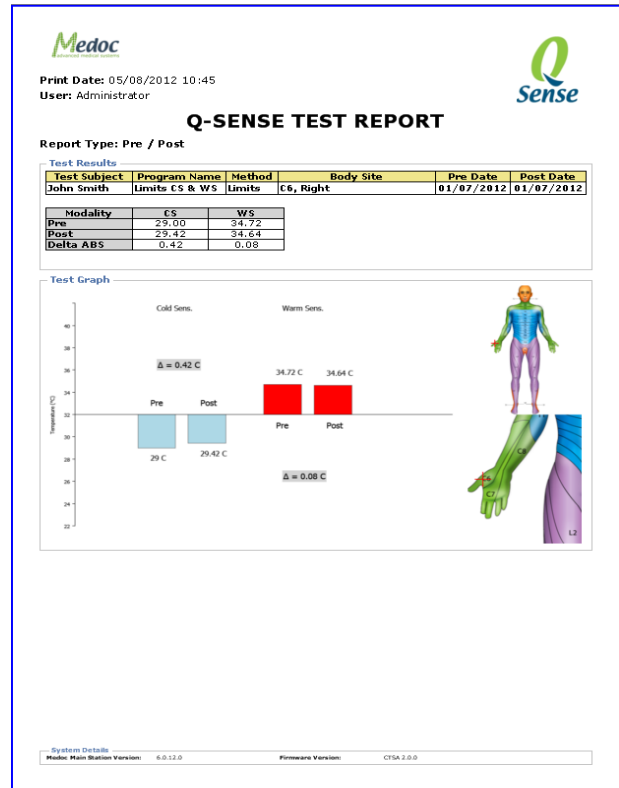 Medoc
advanced medical systems
Print Date: 05/08/2012 10:45
User: Administrator
Q Sense
Q-SENSE TEST REPORT
Report Type: Pre / Post
Test Results
Test Subject Program Name Method Body Site Pre Date Post Date
John Smith Limits CS & WS Limits C6, Right 01/07/2012 01/07/2012
Modality CS WS
Pre 29.00 34.72
Post 29.42 34.64
Delta ABS 0.42 0.08
Test Graph
Cold Sens. Warm Sens.
Temperature (°C)
40
38
36
34
32
30
28
26
24
22
Δ = 0.42 C
34.72 C 34.64 C
Pre Post
Pre Post
29 C 29.42 C
Δ = 0.08 C
C8
C6
C7
L2
System Details
Medoc Main Station Version: 6.0.12.0 Firmware Version: CTSA 2.0.0